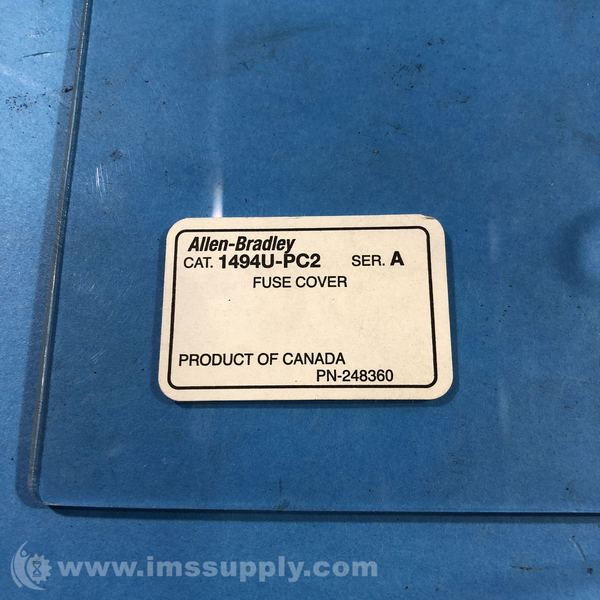 Allen-Bradley
CAT. 1494U-PC2 SER. A
FUSE COVER
PRODUCT OF CANADA
PN-248360
www.imssupply.com